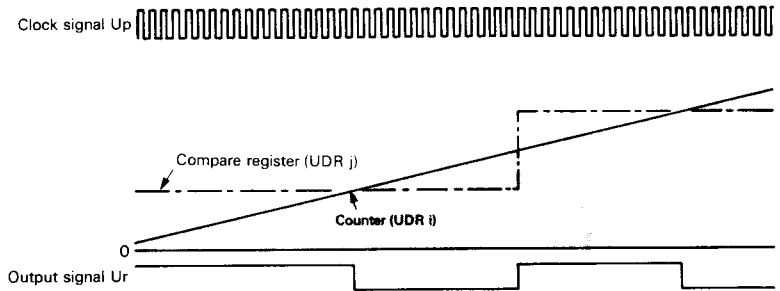 Clock signal Up
Compare register (UDR j)
Counter (UDR i)
0
Output signal Ur